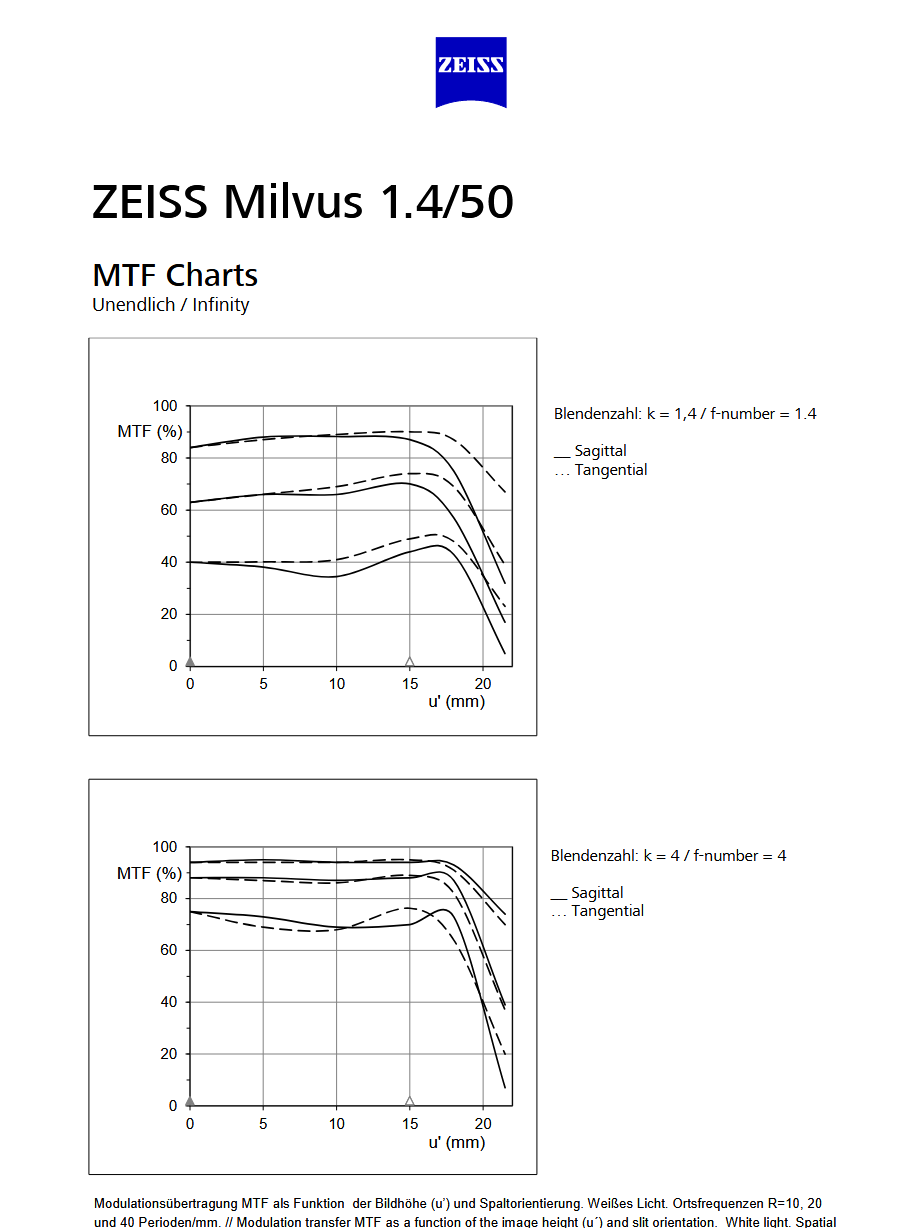 ZEISS
ZEISS Milvus 1.4/50
MTF Charts
Unendlich / Infinity
100
MTF (%)
80
60
40
20
0
0 5 10 15 20
u' (mm)
Blendenzahl: k = 1,4 / f-number = 1.4
__ Sagittal
... Tangential
100
MTF (%)
80
60
40
20
0
0 5 10 15 20
u' (mm)
Blendenzahl: k = 4 / f-number = 4
__ Sagittal
... Tangential
Modulationsübertragung MTF als Funktion der Bildhöhe (u') und Spaltorientierung. Weißes Licht. Ortsfrequenzen R=10, 20
und 40 Perioden/mm. // Modulation transfer MTF as a function of the image height (u´) and slit orientation. White light. Spatial